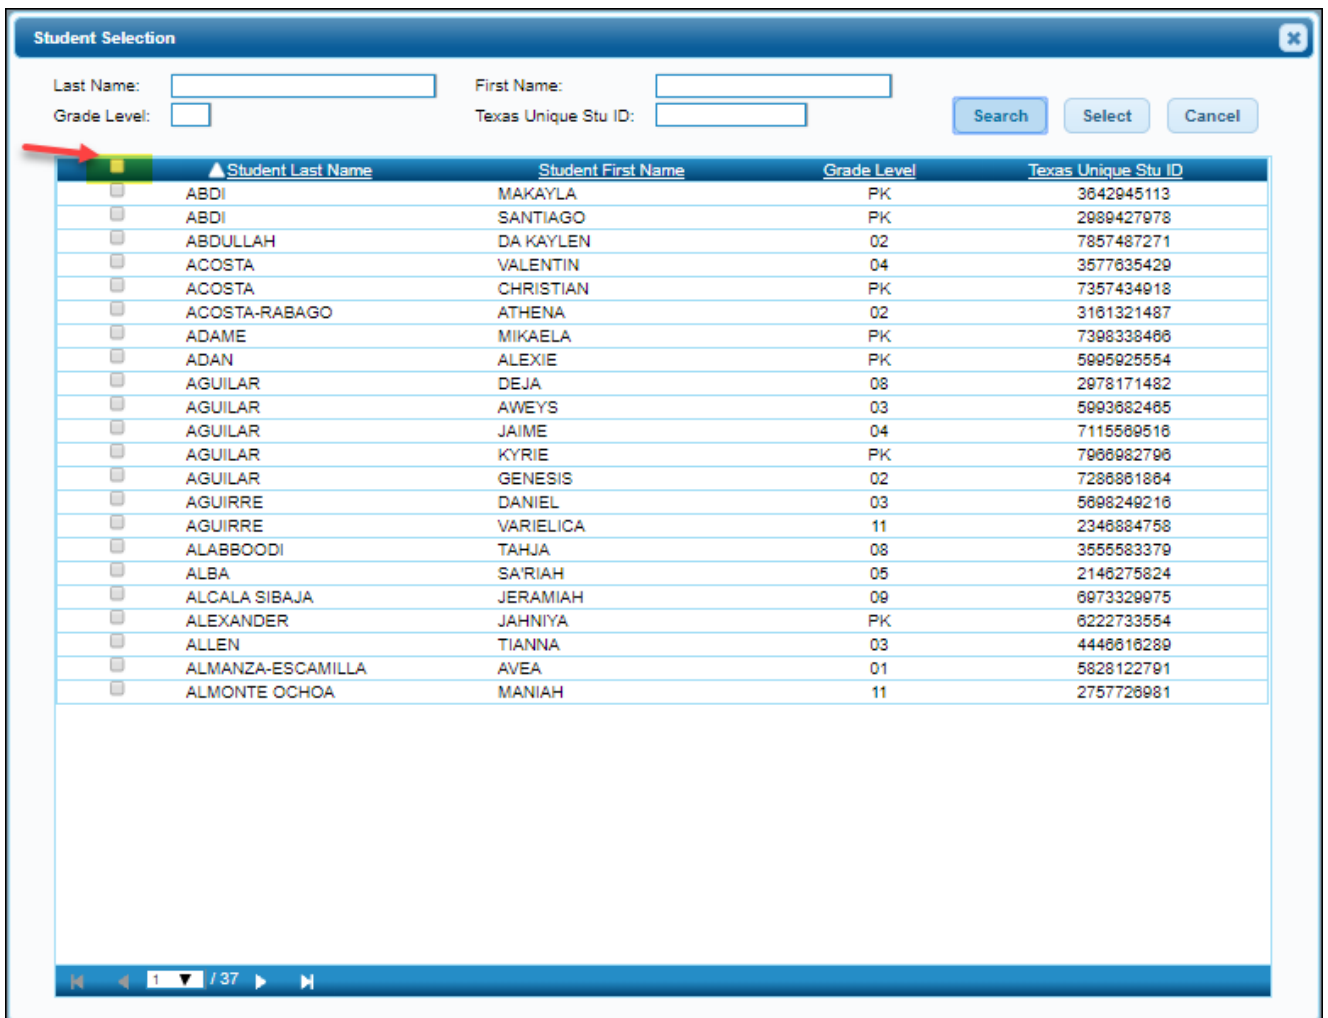 Student Selection
Last Name: First Name:
Grade Level: Texas Unique Stu ID: Search Select Cancel
Student Last Name Student First Name Grade Level Texas Unique Stu ID
ABDI MAKAYLA PK 3642945113
ABDI SANTIAGO PK 2989427978
ABDULLAH DA KAYLEN 02 7857487271
ACOSTA VALENTIN 04 3577635429
ACOSTA CHRISTIAN PK 7357434918
ACOSTA-RABAGO ATHENA 02 3161321487
ADAME MIKAELA PK 7398338466
ADAN ALEXIE PK 5995925554
AGUILAR DEJA 08 2978171482
AGUILAR AWEYS 03 5993682465
AGUILAR JAIME 04 7115569516
AGUILAR KYRIE PK 7966982796
AGUILAR GENESIS 02 7286861864
AGUIRRE DANIEL 03 5698249216
AGUIRRE VARIELICA 11 2346884758
ALABBOODI TAHJA 08 3555583379
ALBA SA'RIAH 05 2146275824
ALCALA SIBAJA JERAMIAH 09 6973329975
ALEXANDER JAHNIYA PK 6222733554
ALLEN TIANNA 03 4446616289
ALMANZA-ESCAMILLA AVEA 01 5828122791
ALMONTE OCHOA MANIAH 11 2757726981
1 / 37